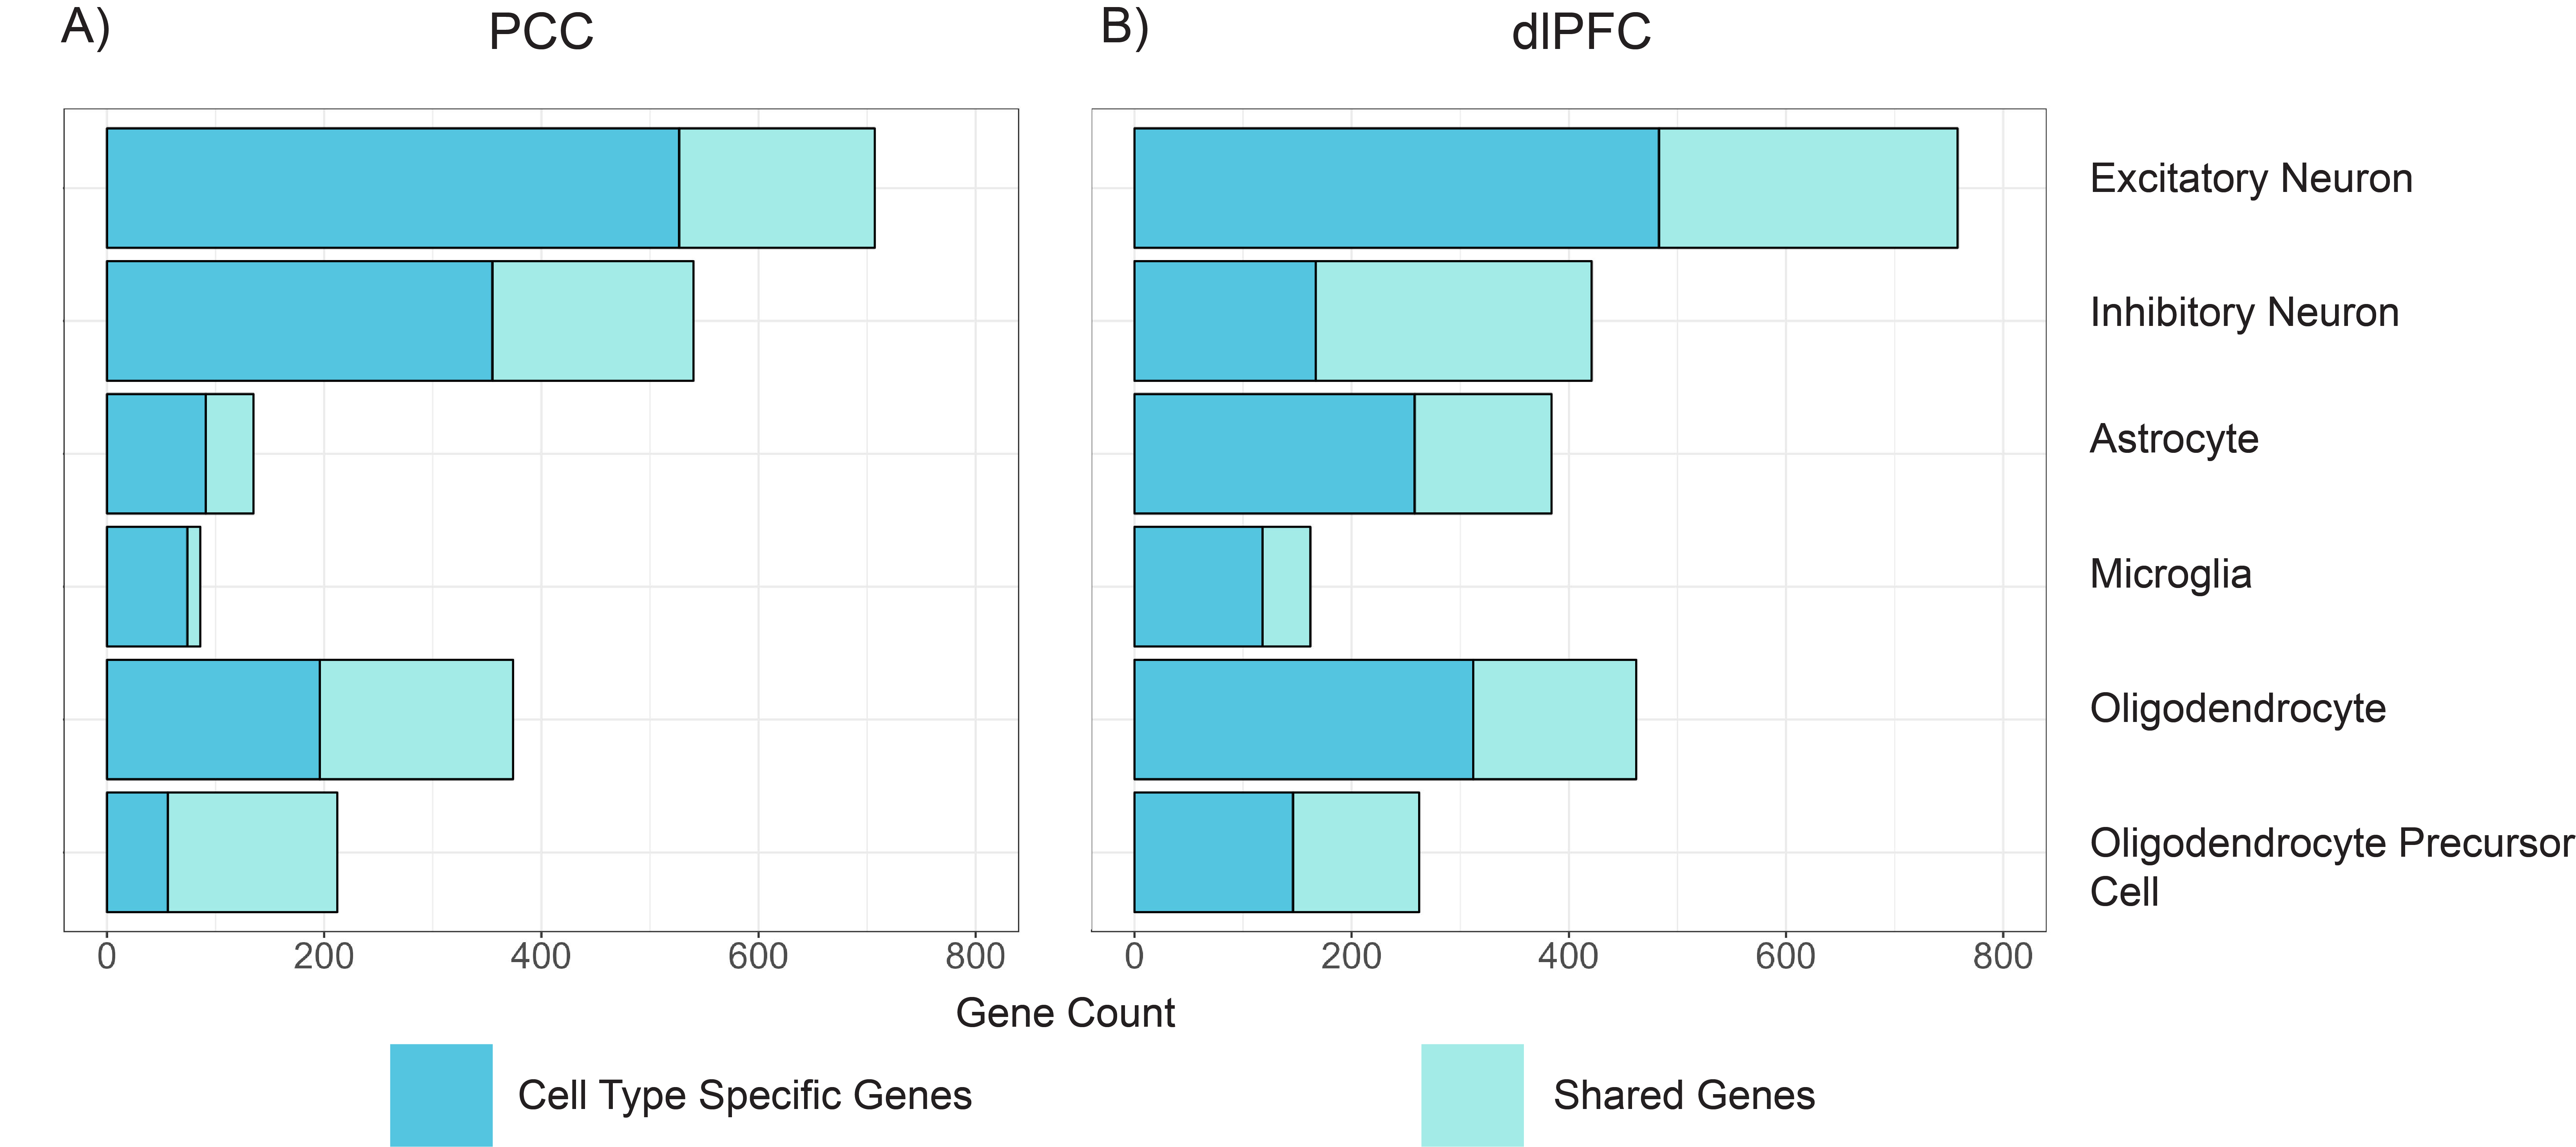 A) PCC
B) dlPFC
Excitatory Neuron
Inhibitory Neuron
Astrocyte
Microglia
Oligodendrocyte
Oligodendrocyte Precursor
Cell
0 200 400 600 800
0 200 400 600 800
Gene Count
Cell Type Specific Genes
Shared Genes